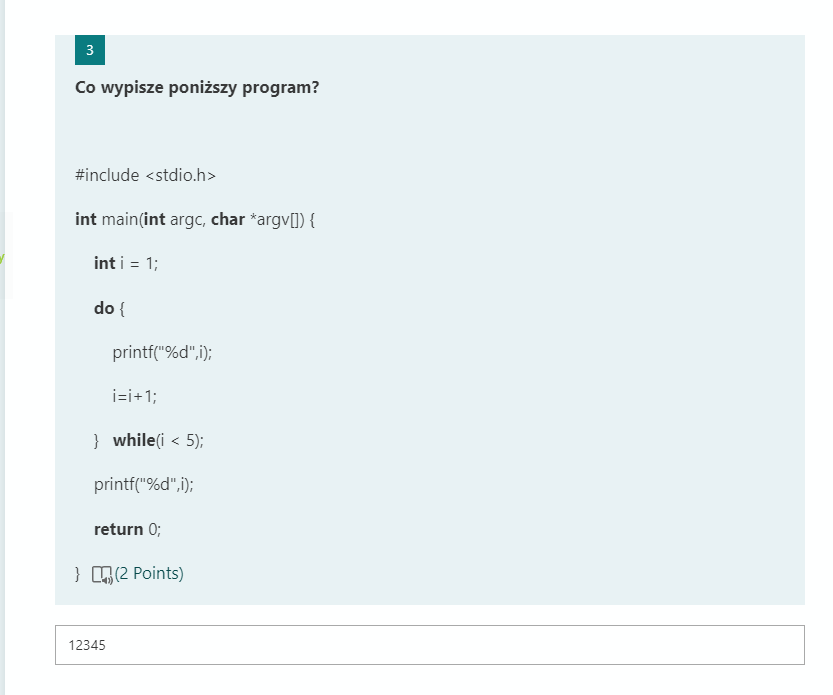 3
Co wypisze poniższy program?
#include <stdio.h>
int main(int argc, char *argv[]) {
int i = 1;
do {
printf("%d",i);
i=i+1;
} while(i < 5);
printf("%d",i);
return 0;
} (2 Points)
12345